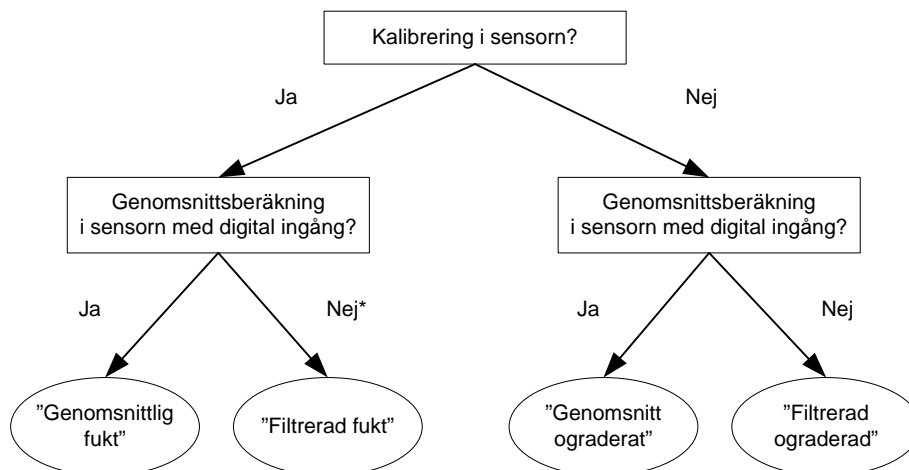 Kalibrering i sensorn?
Ja
Nej
Genomsnittsberäkning
i sensorn med digital ingång?
Genomsnittsberäkning
i sensorn med digital ingång?
Ja
Nej*
Ja
Nej
”Genomsnittlig
fukt”
”Filtrerad fukt”
”Genomsnitt
ograderat”
”Filtrerad
ograderad”